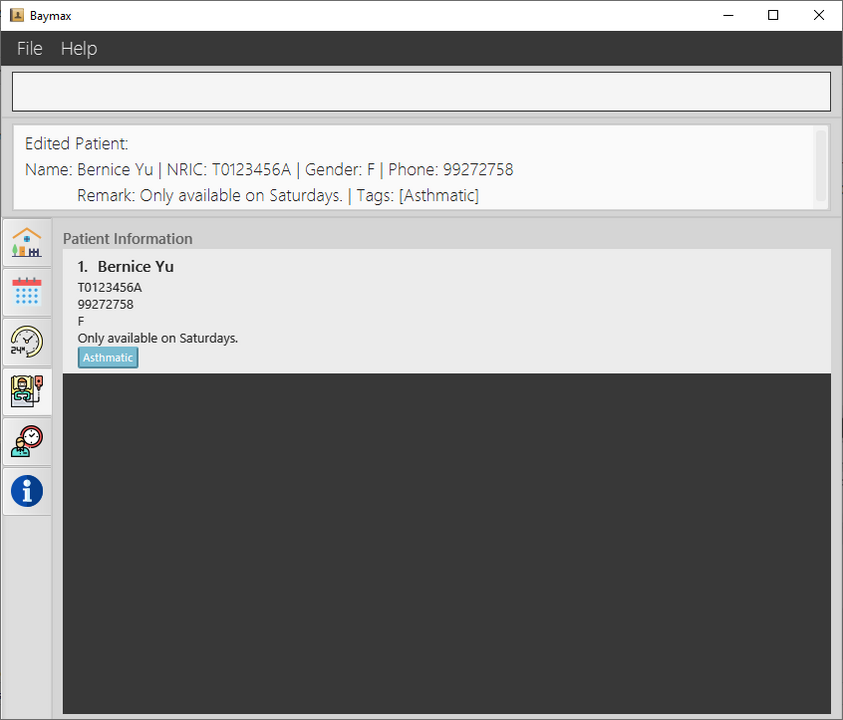 Baymax
File Help
Edited Patient:
Name: Bernice Yu | NRIC: T0123456A | Gender: F | Phone: 99272758
Remark: Only available on Saturdays. | Tags: [Asthmatic]
Patient Information
1. Bernice Yu
T0123456A
99272758
F
Only available on Saturdays.
Asthmatic
24H